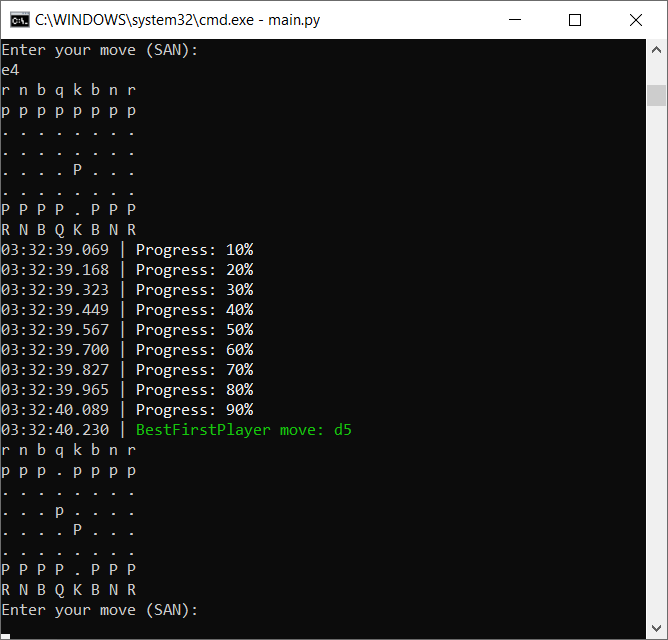 C:\WINDOWS\system32\cmd.exe - main.py
Enter your move (SAN):
e4
r n b q k b n r
p p p p p p p p
. . . . . . . .
. . . . . . . .
. . . . P . . .
. . . . . . . .
P P P P . P P P
R N B Q K B N R
03:32:39.069 | Progress: 10%
03:32:39.168 | Progress: 20%
03:32:39.323 | Progress: 30%
03:32:39.449 | Progress: 40%
03:32:39.567 | Progress: 50%
03:32:39.700 | Progress: 60%
03:32:39.827 | Progress: 70%
03:32:39.965 | Progress: 80%
03:32:40.089 | Progress: 90%
03:32:40.230 | BestFirstPlayer move: d5
r n b q k b n r
p p p . p p p p
. . . . . . . .
. . . p . . . .
. . . . P . . .
. . . . . . . .
P P P P . P P P
R N B Q K B N R
Enter your move (SAN):